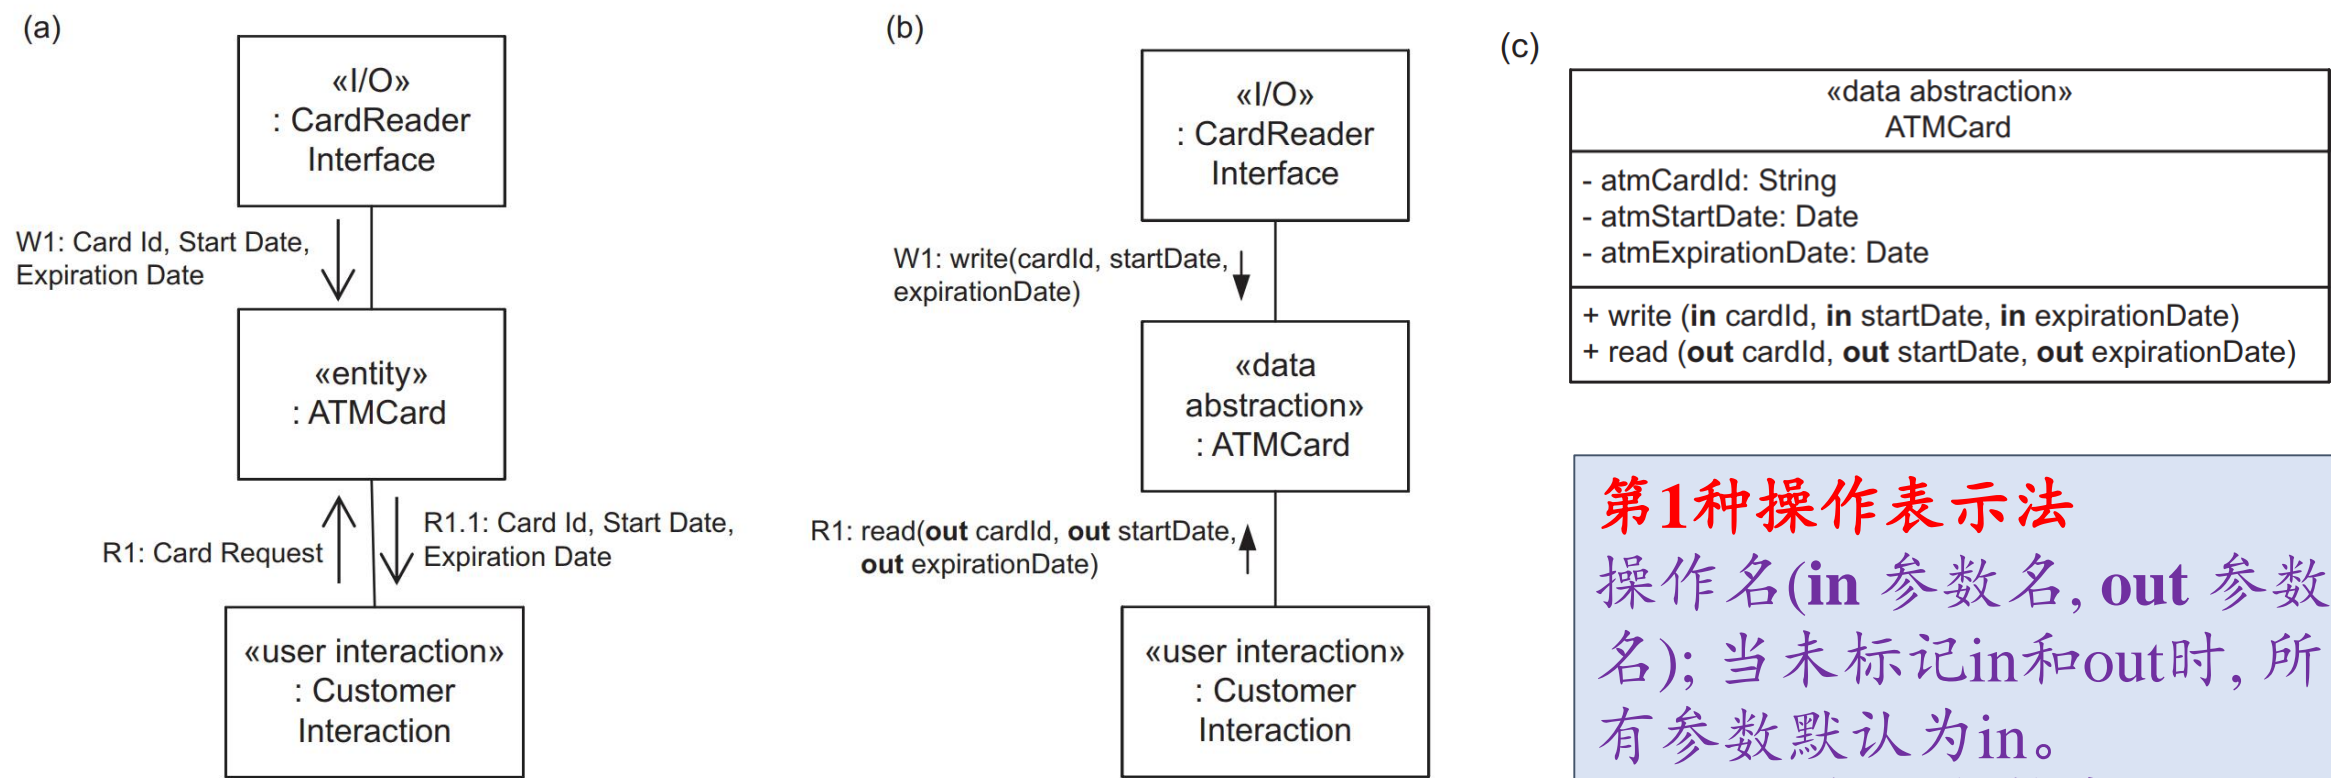 (a)
«I/O»
: CardReader
Interface
W1: Card Id, Start Date,
Expiration Date
«entity»
: ATMCard
R1: Card Request
R1.1: Card Id, Start Date,
Expiration Date
«user interaction»
: Customer
Interaction
(b)
«I/O»
: CardReader
Interface
W1: write(cardId, startDate,
expirationDate)
«data
abstraction»
: ATMCard
R1: read(out cardId, out startDate,
out expirationDate)
«user interaction»
: Customer
Interaction
(c)
«data abstraction»
ATMCard
- atmCardId: String
- atmStartDate: Date
- atmExpirationDate: Date
+ write (in cardId, in startDate, in expirationDate)
+ read (out cardId, out startDate, out expirationDate)
第1种操作表示法
操作名(in 参数名, out 参数
名); 当未标记in和out时, 所
有参数默认为in。